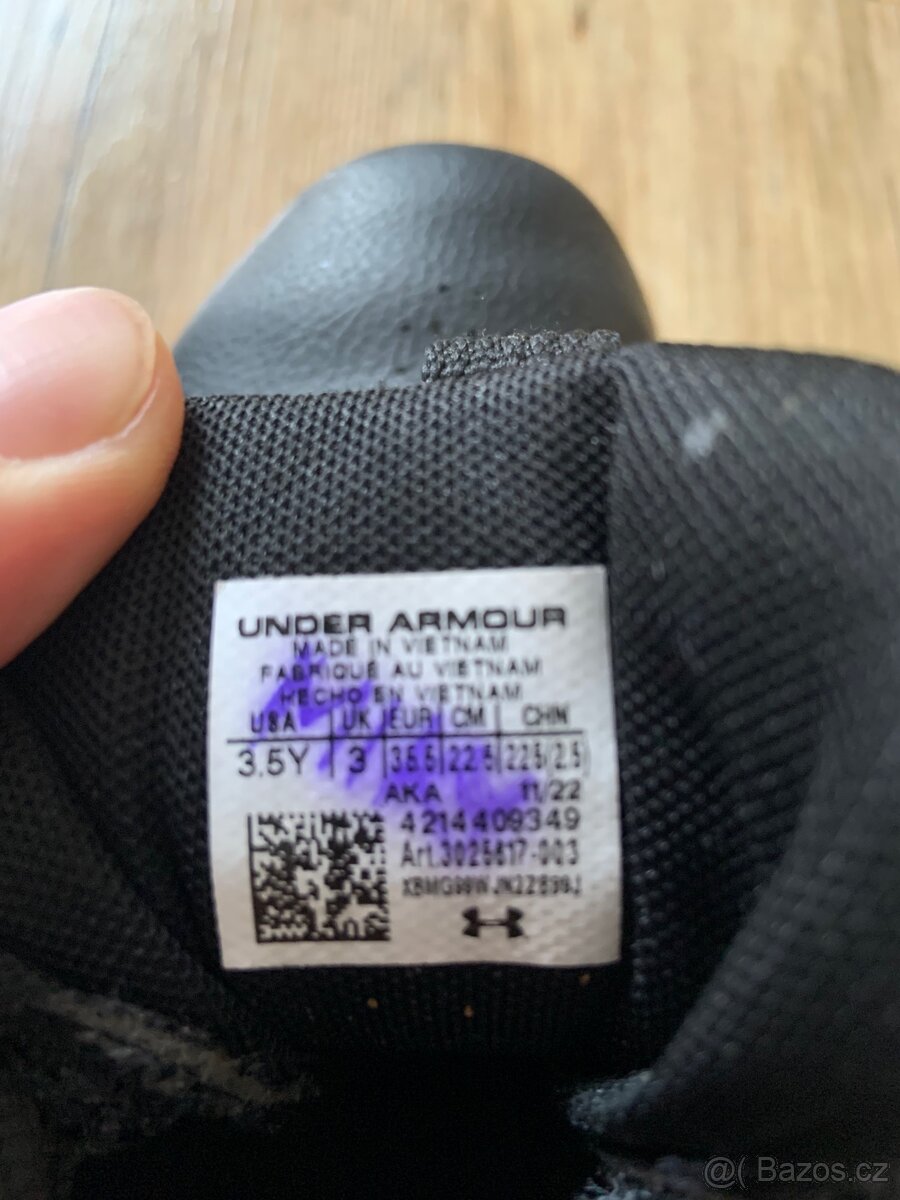 UNDER ARMOUR
MADE IN VIETNAM
FABRIQUÉ AU VIETNAM
HECHO EN VIETNAM
USA UK EUR CM CHN
3.5Y 3 35.5 22.5 225(2.5)
AKA 11/22
4214409349
Art.3025617-003
@( Bazos.cz